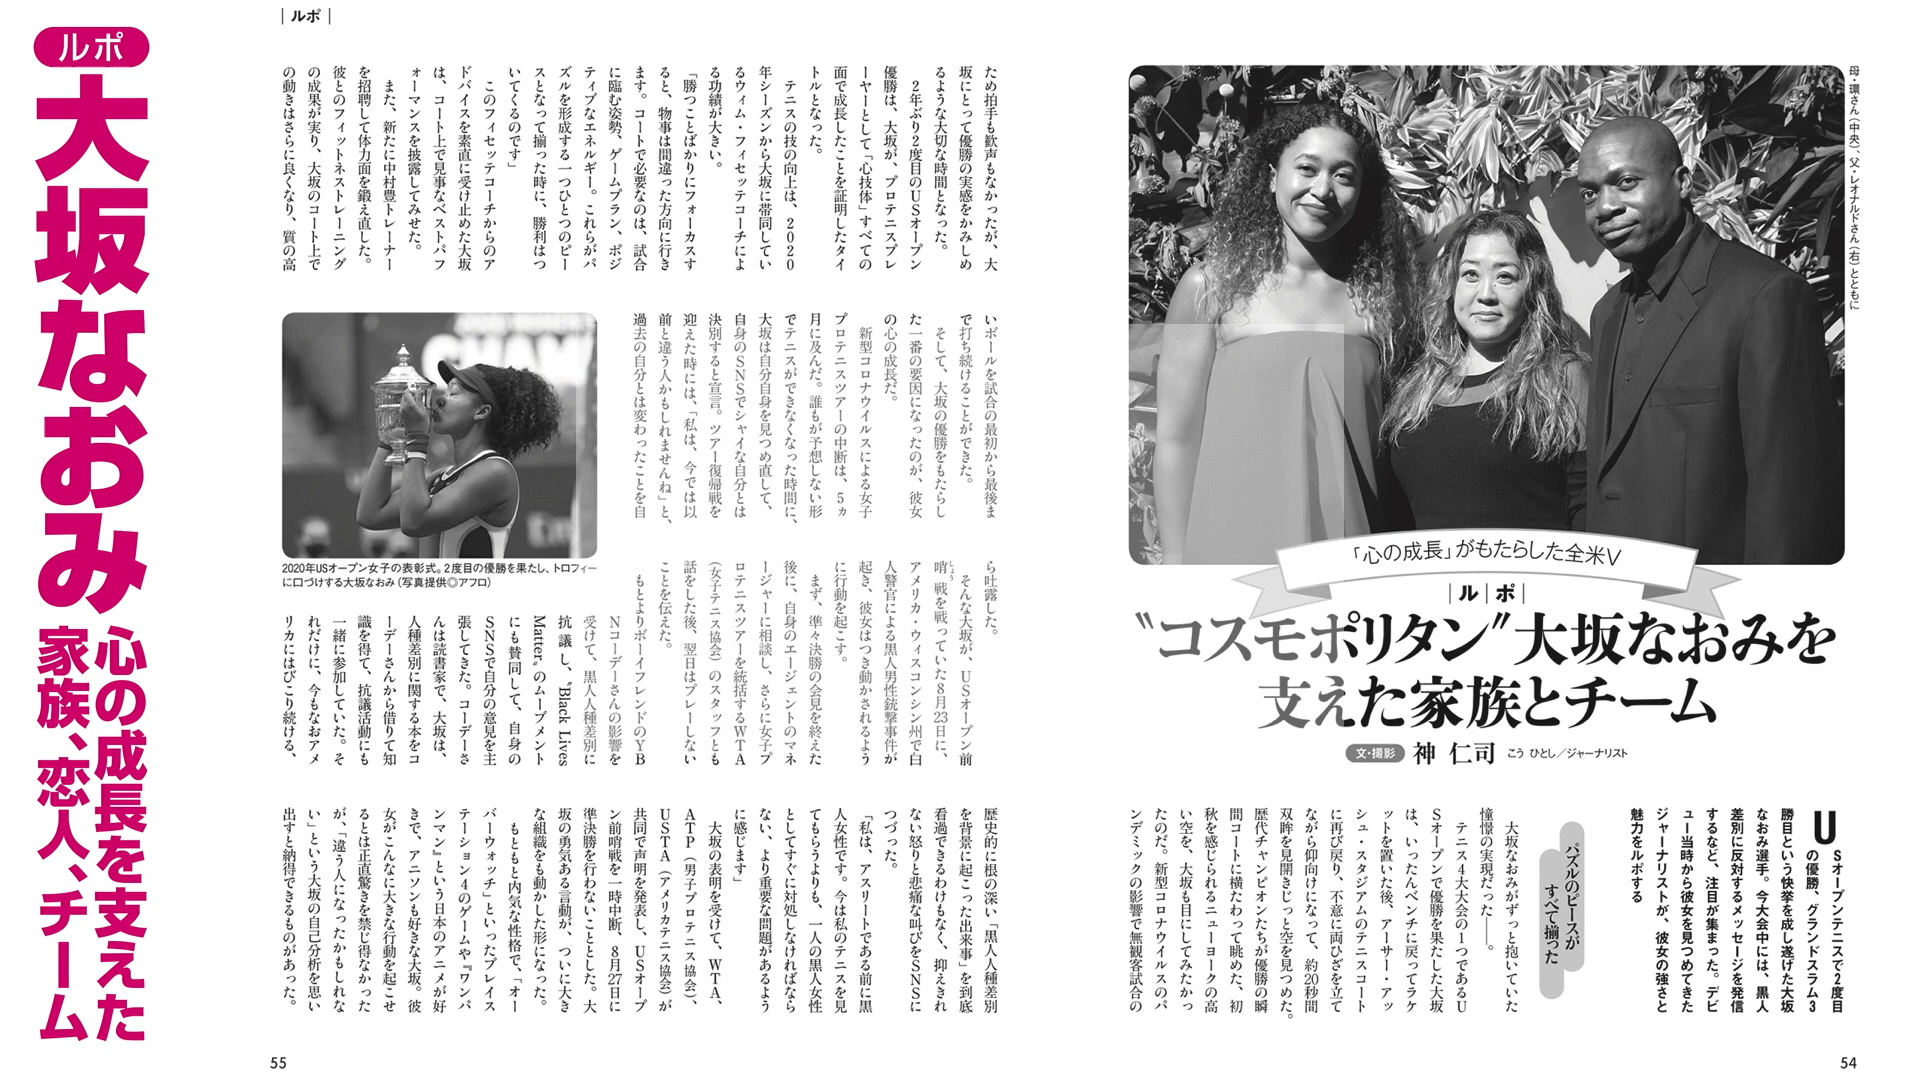 ルポ
大坂なおみ
心の成長を支えた
家族、恋人、チーム
母・環さん（中央）、父・レオナルドさん（右）とともに
「心の成長」がもたらした全米V
ルポ
〝コスモポリタン〟大坂なおみを
支えた家族とチーム
文・撮影 神 仁司 こう ひとし／ジャーナリスト
USオープンテニスで2度目
の優勝、グランドスラム3
勝目という快挙を成し遂げた大坂
なおみ選手。今大会中には、黒人
差別に反対するメッセージを発信
するなど、注目が集まった。デビ
ュー当時から彼女を見つめてきた
ジャーナリストが、彼女の強さと
魅力をルポする
パズルのピースが
すべて揃った
大坂なおみがずっと抱いていた
憧憬の実現だった――。
テニス4大大会の1つであるU
Sオープンで優勝を果たした大坂
は、いったんベンチに戻ってラケ
ットを置いた後、アーサー・アッ
シュ・スタジアムのテニスコート
に再び戻り、不意に両ひざを立て
ながら仰向けになって、約20秒間
双眸を見開きじっと空を見つめた。
歴代チャンピオンたちが優勝の瞬
間コートに横たわって眺めた、初
秋を感じられるニューヨークの高
い空を、大坂も目にしてみたかっ
たのだ。新型コロナウイルスのパ
ンデミックの影響で無観客試合の
54
ルポ
ため拍手も歓声もなかったが、大
坂にとって優勝の実感をかみしめ
るような大切な時間となった。
2年ぶり2度目のUSオープン
優勝は、大坂が、プロテニスプレ
ーヤーとして「心技体」すべての
面で成長したことを証明したタイ
トルとなった。
テニスの技の向上は、2020
年シーズンから大坂に帯同してい
るウィム・フィセッテコーチによ
る功績が大きい。
「勝つことばかりにフォーカスす
ると、物事は間違った方向に行き
ます。コートで必要なのは、試合
に臨む姿勢、ゲームプラン、ポジ
ティブなエネルギー。これらがパ
ズルを形成する一つひとつのピー
スとなって揃った時に、勝利はつ
いてくるのです」
このフィセッテコーチからのア
ドバイスを素直に受け止めた大坂
は、コート上で見事なベストパフ
ォーマンスを披露してみせた。
また、新たに中村豊トレーナー
を招聘して体力面を鍛え直した。
彼とのフィットネストレーニング
の成果が実り、大坂のコート上で
の動きはさらに良くなり、質の高
いボールを試合の最初から最後ま
で打ち続けることができた。
そして、大坂の優勝をもたらし
た一番の要因になったのが、彼女
の心の成長だ。
新型コロナウイルスによる女子
プロテニスツアーの中断は、5ヵ
月に及んだ。誰もが予想しない形
でテニスができなくなった時間に、
大坂は自分自身を見つめ直して、
自身のSNSでシャイな自分とは
決別すると宣言。ツアー復帰戦を
迎えた時には、「私は、今では以
前と違う人かもしれませんね」と、
過去の自分とは変わったことを自
2020年USオープン女子の表彰式。2度目の優勝を果たし、トロフィー
に口づけする大坂なおみ（写真提供◎アフロ）
ら吐露した。
そんな大坂が、USオープン前
哨戦を戦っていた8月23日に、
しょう
アメリカ・ウィスコンシン州で白
人警官による黒人男性銃撃事件が
起き、彼女はつき動かされるよう
に行動を起こす。
まず、準々決勝の会見を終えた
後に、自身のエージェントのマネ
ージャーに相談し、さらに女子プ
ロテニスツアーを統括するWTA
（女子テニス協会）のスタッフとも
話をした後、翌日はプレーしない
ことを伝えた。
もとよりボーイフレンドのYB
Nコーデーさんの影響を
受けて、黒人人種差別に
抗議し、〝Black Lives
Matter〟のムーブメント
にも賛同して、自身の
SNSで自分の意見を主
張してきた。コーデーさ
んは読書家で、大坂は、
人種差別に関する本をコ
ーデーさんから借りて知
識を得て、抗議活動にも
一緒に参加していた。そ
れだけに、今もなおアメ
リカにはびこり続ける、
歴史的に根の深い「黒人人種差別
を背景に起こった出来事」を到底
看過できるわけもなく、抑えきれ
ない怒りと悲痛な叫びをSNSに
つづった。
「私は、アスリートである前に黒
人女性です。今は私のテニスを見
てもらうよりも、一人の黒人女性
としてすぐに対処しなければなら
ない、より重要な問題があるよう
に感じます」
大坂の表明を受けて、WTA、
ATP（男子プロテニス協会）、
USTA（アメリカテニス協会）が
共同で声明を発表し、USオープ
ン前哨戦を一時中断、8月27日に
準決勝を行わないこととした。大
坂の勇気ある言動が、ついに大き
な組織をも動かした形になった。
もともと内気な性格で、「オー
バーウォッチ」といったプレイス
テーション4のゲームや『ワンパ
ンマン』という日本のアニメが好
きで、アニソンも好きな大坂。彼
女がこんなに大きな行動を起こせ
るとは正直驚きを禁じ得なかった
が、「違う人になったかもしれな
い」という大坂の自己分析を思い
出すと納得できるものがあった。
55